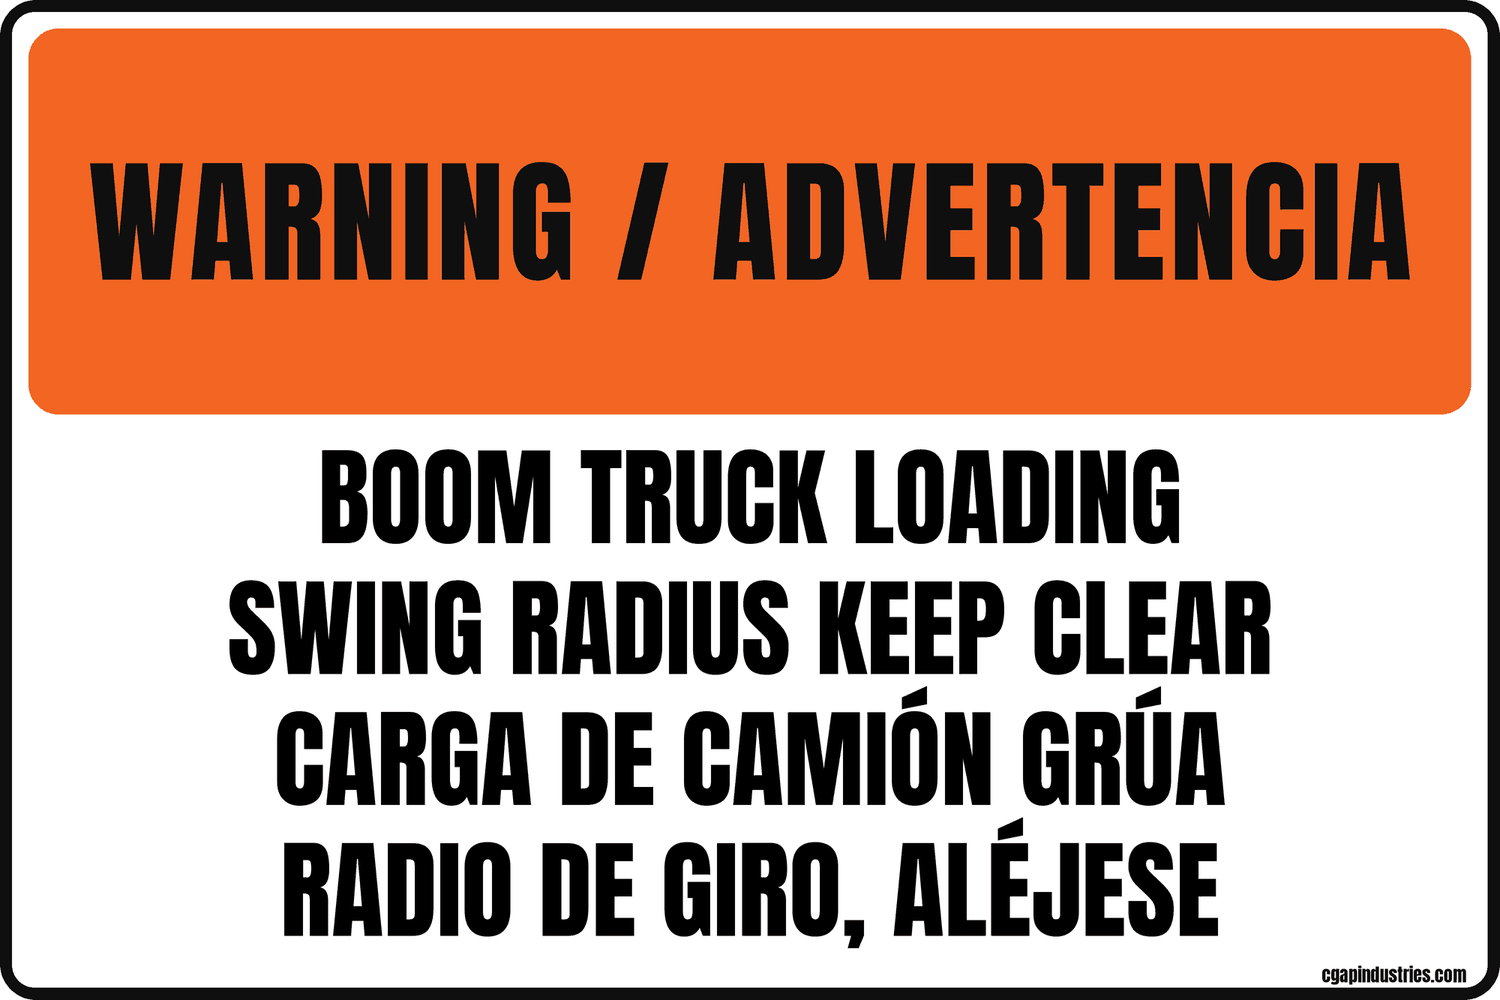 WARNING / ADVERTENCIA
BOOM TRUCK LOADING
SWING RADIUS KEEP CLEAR
CARGA DE CAMIÓN GRÚA
RADIO DE GIRO, ALÉJESE
cgapindustries.com